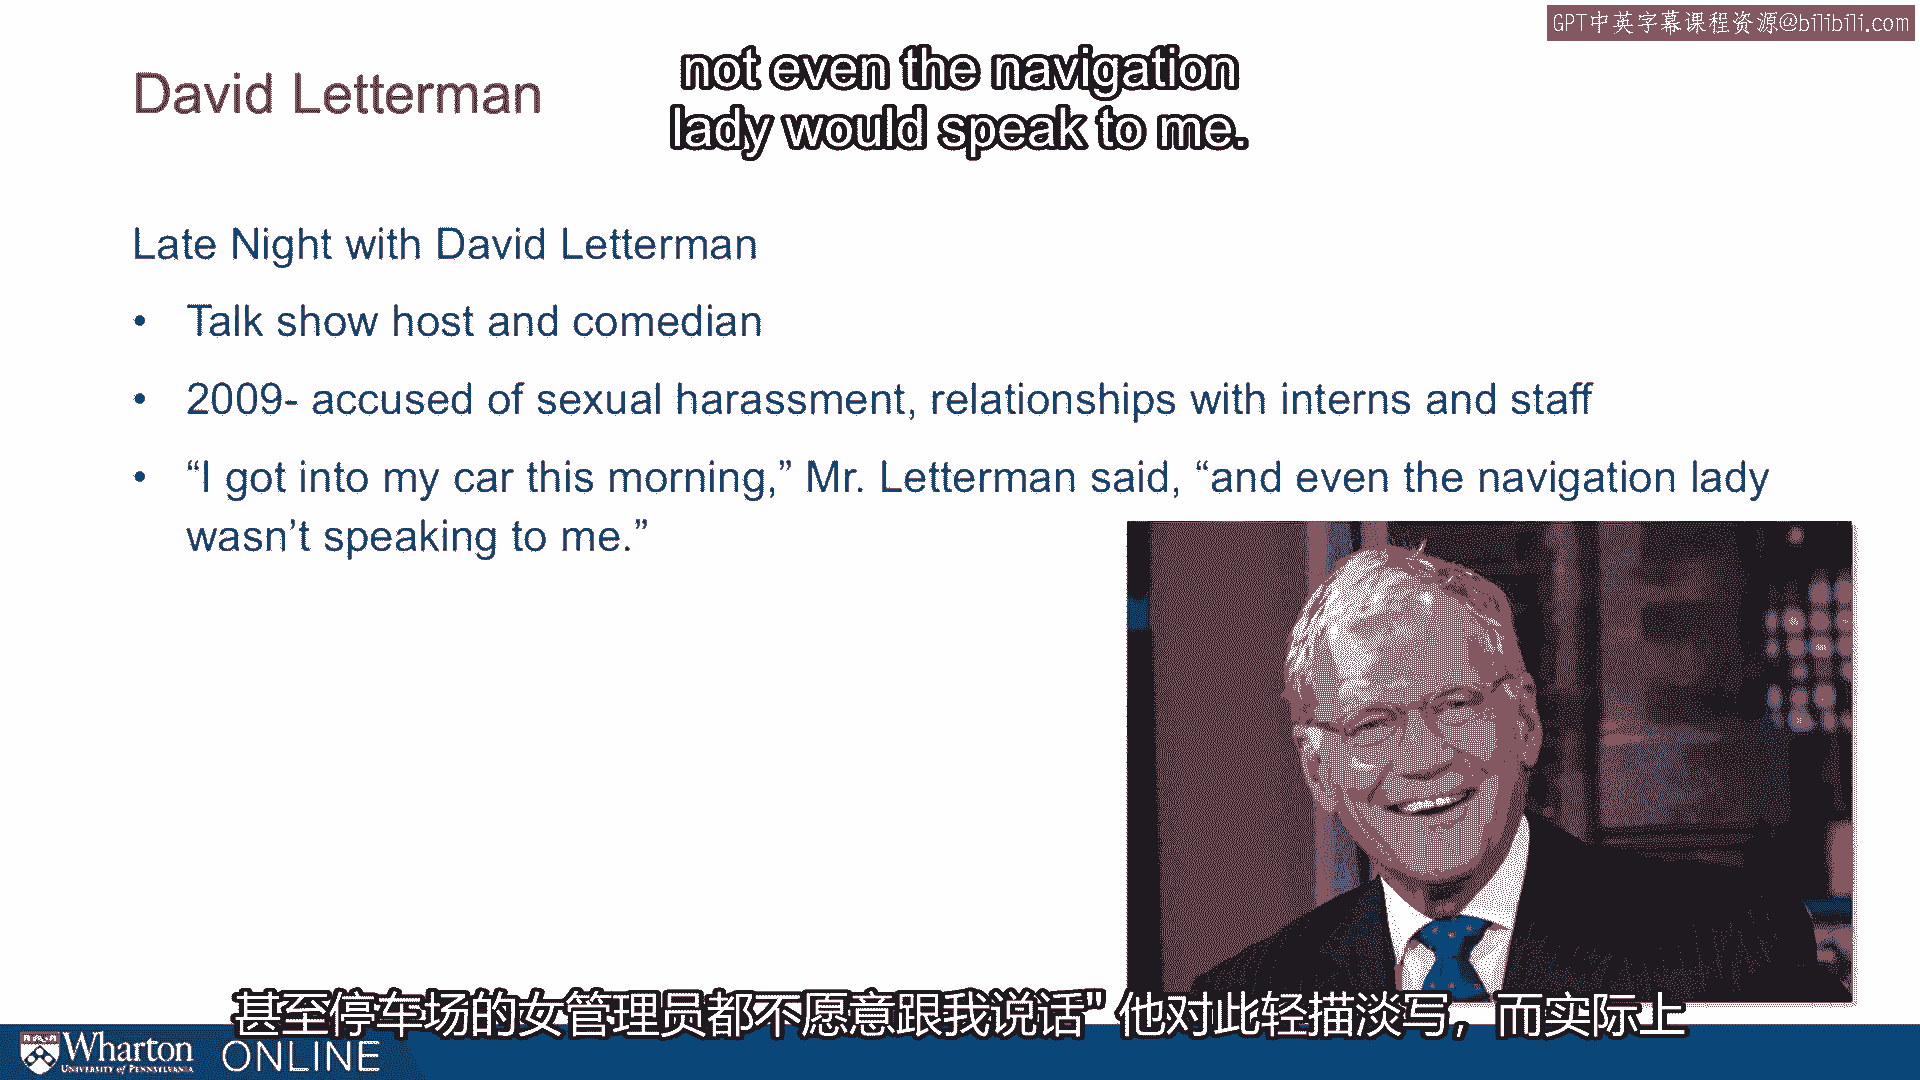 GPT中英字幕课程资源@bilibili.com
not even the navigation
lady would speak to me.
David Letterman
Late Night with David Letterman
• Talk show host and comedian
• 2009- accused of sexual harassment, relationships with interns and staff
• “I got into my car this morning,” Mr. Letterman said, “and even the navigation lady
wasn’t speaking to me.”
甚至停车场的女管理员都不愿意跟我说话" 他对此轻描淡写，而实际上
Wharton ONLINE
UNIVERSITY of PENNSYLVANIA